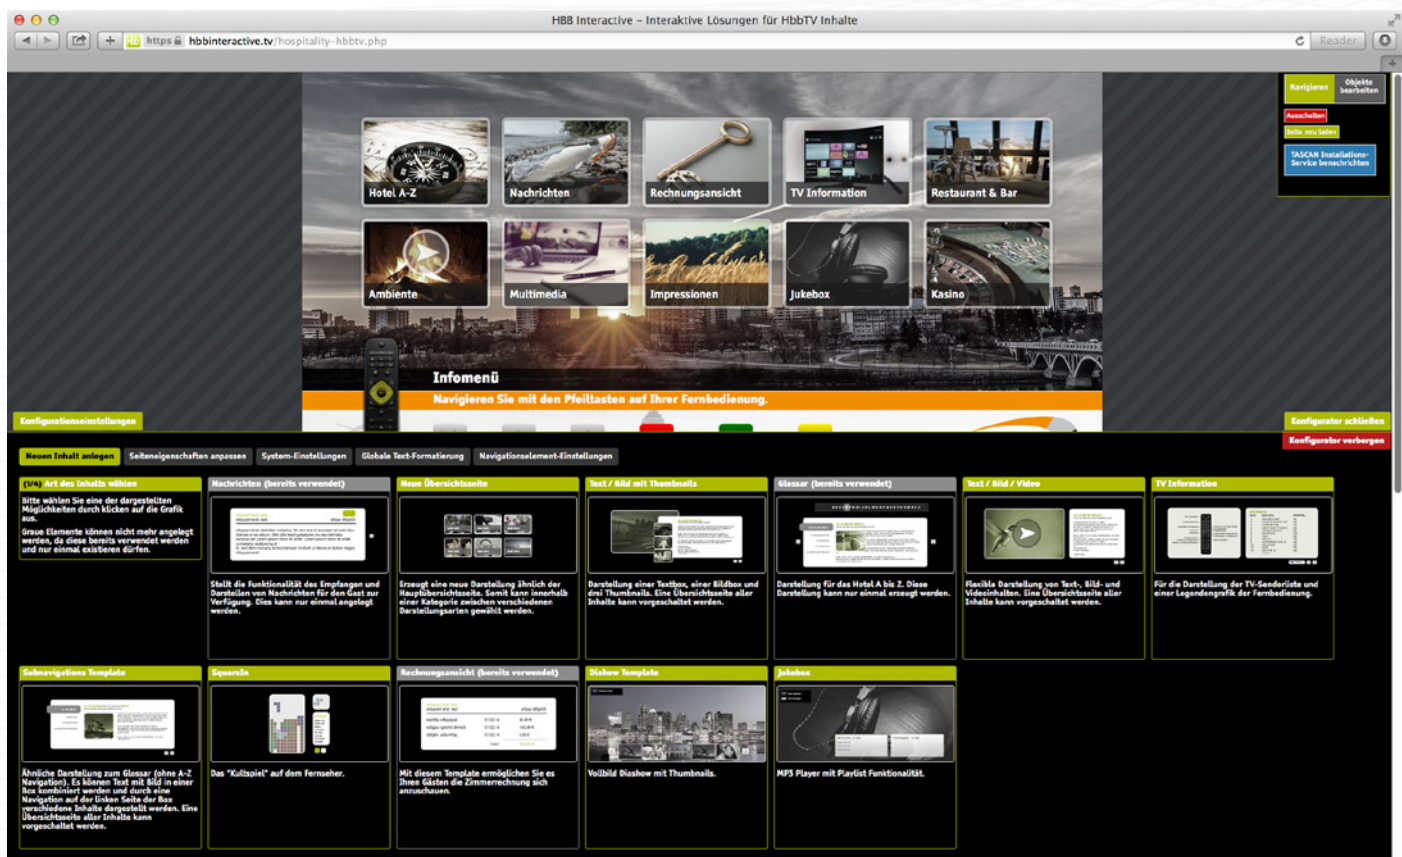 HBB Interactive – Interaktive Lösungen für HbbTV Inhalte
https hbbinteractive.tv/hospitality-hbbtv.php
Reader
Navigieren
Objekte bearbeiten
Ausschalten
Seite neu laden
TASCAN Installations-
Service benachrichten
Hotel A-Z
Nachrichten
Rechnungsansicht
TV Information
Restaurant & Bar
Ambiente
Multimedia
Impressionen
Jukebox
Kasino
Infomenü
Navigieren Sie mit den Pfeiltasten auf Ihrer Fernbedienung.
Konfigurationseinstellungen
Konfigurator schließen
Konfigurator verbergen
Neuen Inhalt anlegen
Seiteneigenschaften anpassen
System-Einstellungen
Globale Text-Formatierung
Navigationselement-Einstellungen
(1/4) Art des Inhalts wählen
Bitte wählen Sie eine der dargestellten
Möglichkeiten durch klicken auf die Grafik
aus.
Graue Elemente können nicht mehr angelegt
werden, da diese bereits verwendet werden
und nur einmal existieren dürfen.
Nachrichten (bereits verwendet)
Stellt die Funktionalität des Empfangen und
Darstellen von Nachrichten für den Gast zur
Verfügung. Dies kann nur einmal angelegt
werden.
Neue Übersichtsseite
Erzeugt eine neue Darstellung ähnlich der
Hauptübersichtsseite. Somit kann innerhalb
einer Kategorie zwischen verschiedenen
Darstellungsarten gewählt werden.
Text / Bild mit Thumbnails
Darstellung einer Textbox, einer Bildbox und
drei Thumbnails. Eine Übersichtsseite aller
Inhalte kann vorgeschaltet werden.
Glossar (bereits verwendet)
Darstellung für das Hotel A bis Z. Diese
Darstellung kann nur einmal erzeugt werden.
Text / Bild / Video
Flexible Darstellung von Text-, Bild- und
Videoinhalten. Eine Übersichtsseite aller
Inhalte kann vorgeschaltet werden.
TV Information
Für die Darstellung der TV-Senderliste und
einer Legendengrafik der Fernbedienung.
Subnavigations Template
Ähnliche Darstellung zum Glossar (ohne A-Z
Navigation). Es können Text mit Bild in einer
Box kombiniert werden und durch eine
Navigation auf der linken Seite der Box
verschiedene Inhalte dargestellt werden. Eine
Übersichtsseite aller Inhalte kann
vorgeschaltet werden.
SquarsIn
Das "Kultspiel" auf dem Fernseher.
Rechnungsansicht (bereits verwendet)
Mit diesem Template ermöglichen Sie es
Ihren Gästen die Zimmerrechnung sich
anzuschauen.
Diahow Template
Vollbild Diashow mit Thumbnails.
Jukebox
MP3 Player mit Playlist Funktionalität.